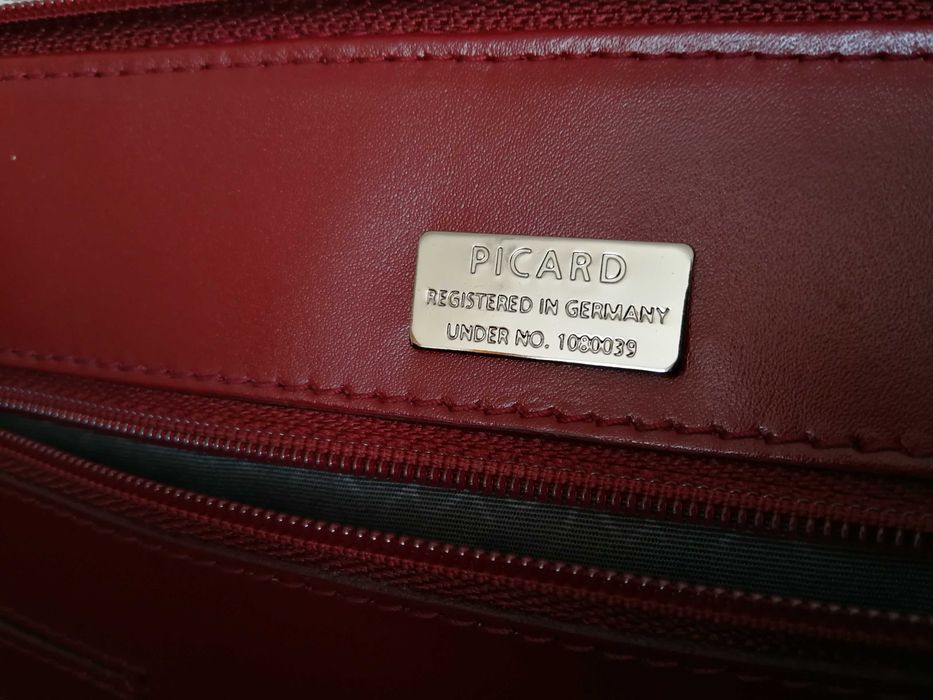 PICARD
REGISTERED IN GERMANY
UNDER NO. 1080039